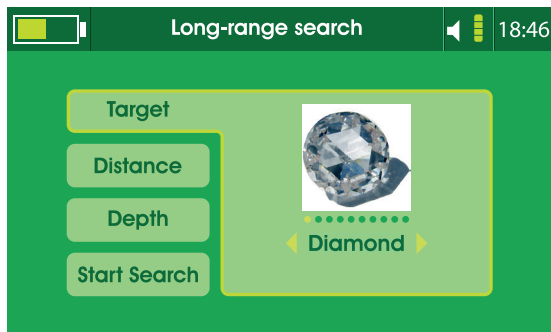 Long-range search
18:46
Target
Distance
Depth
Start Search
Diamond